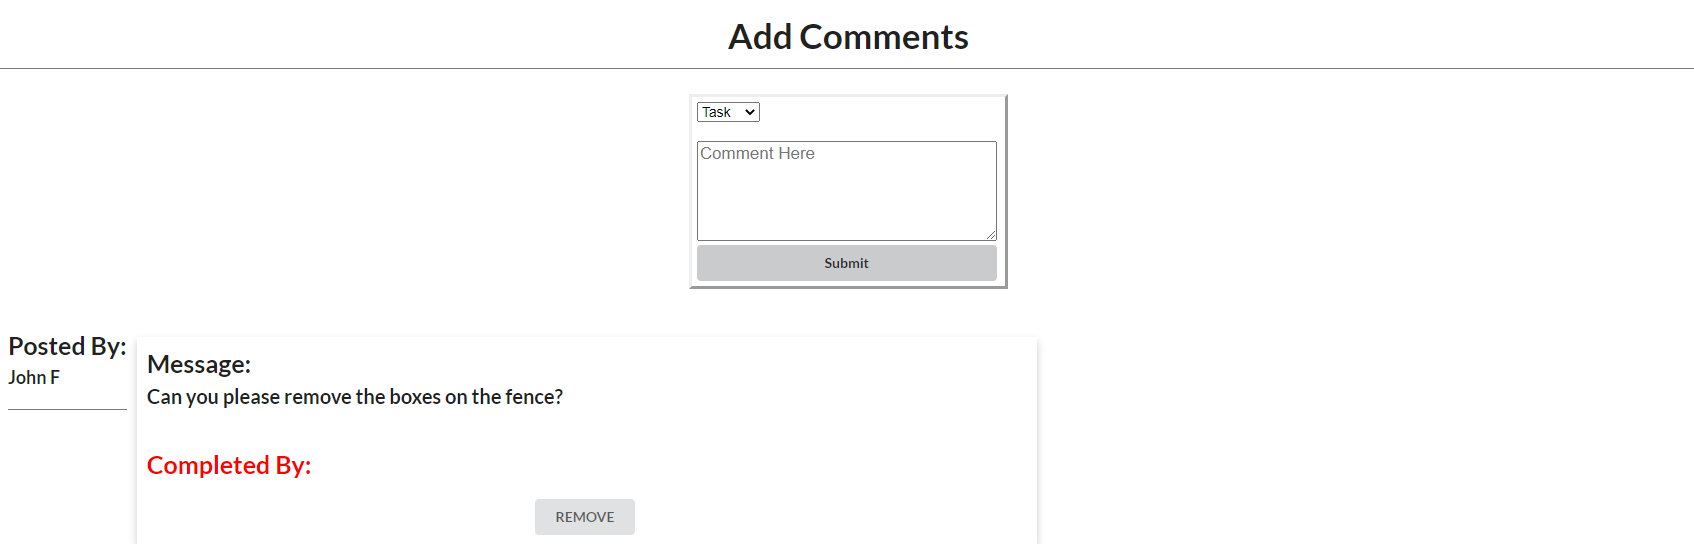 Add Comments
Task
Comment Here
Submit
Posted By:
John F
Message:
Can you please remove the boxes on the fence?
Completed By:
REMOVE